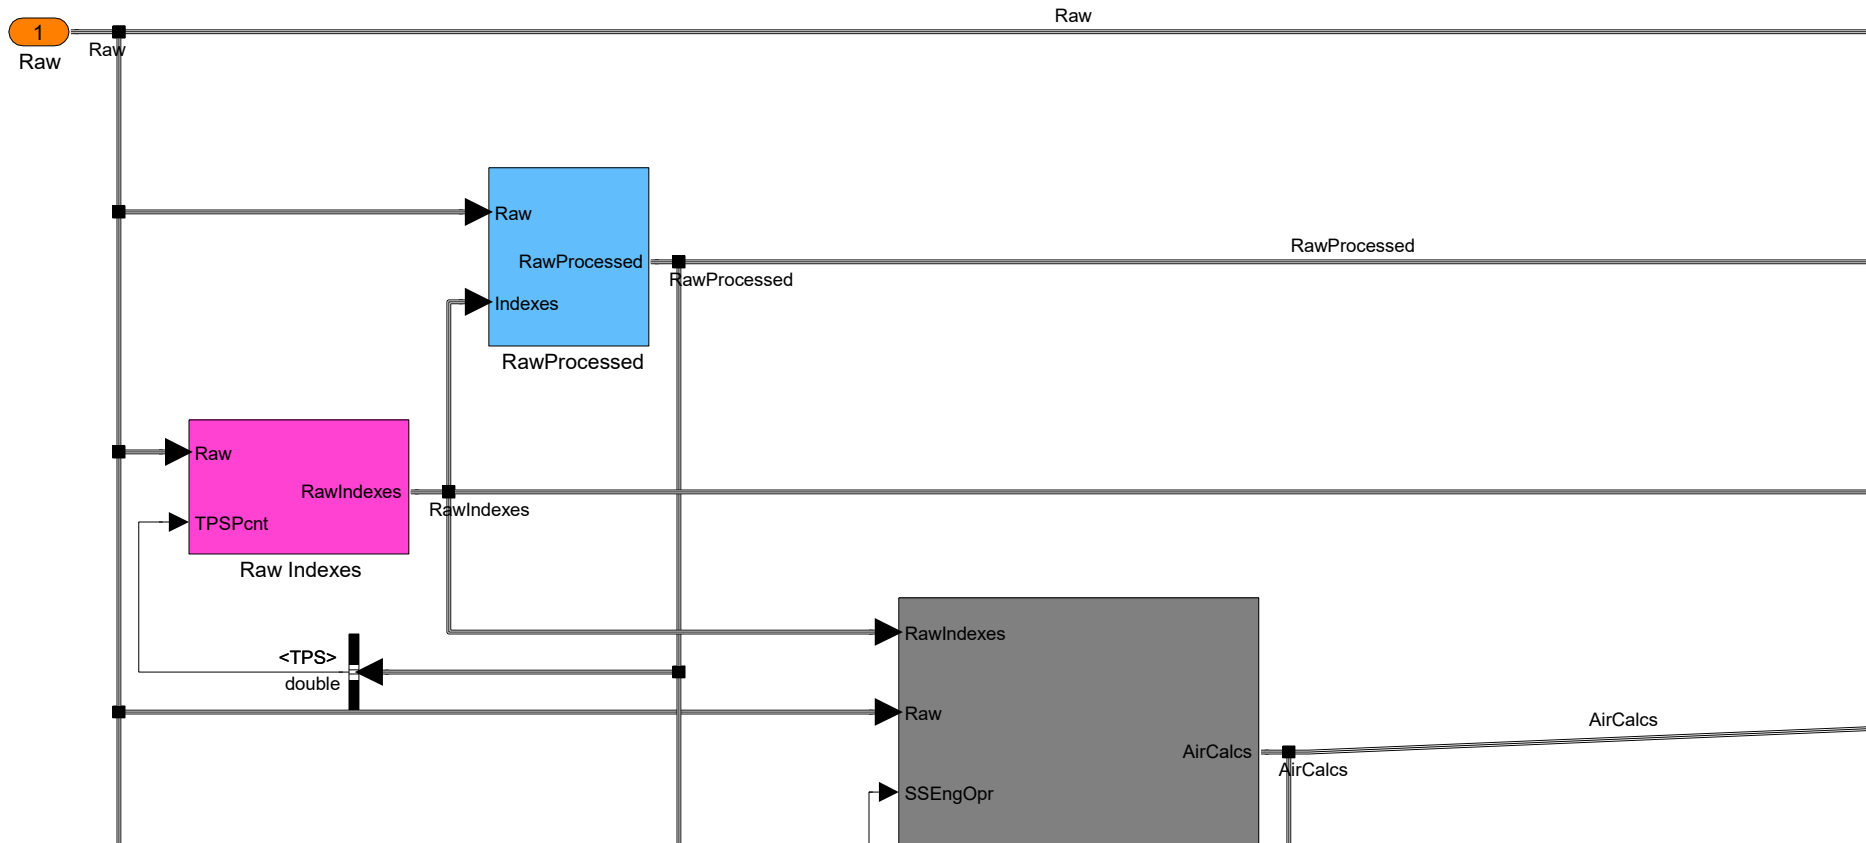 1
Raw
Raw
Raw
Raw
RawProcessed
Indexes
RawProcessed
RawProcessed
RawProcessed
Raw
RawIndexes
TPSPcnt
Raw Indexes
RawIndexes
<TPS>
double
RawIndexes
Raw
AirCalcs
SSEngOpr
AirCalcs
AirCalcs